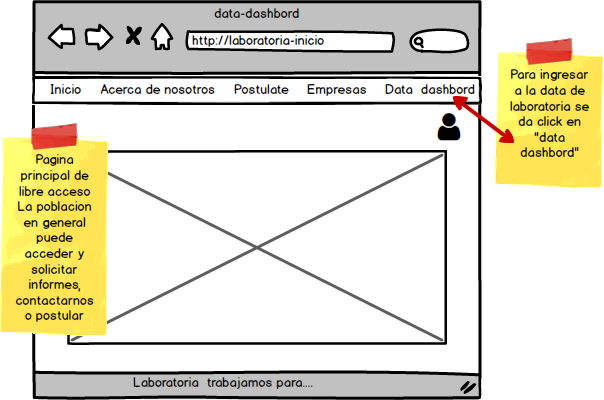 data-dashbord
http://laboratoria-inicio
Inicio Acerca de nosotros Postulate Empresas Data dashbord
Para ingresar
a la data de
laboratoria se
da click en
"data
dashbord"
Pagina
principal de
libre acceso
La poblacion
en general
puede
acceder y
solicitar
informes,
contactarnos
o postular
Laboratoria trabajamos para....